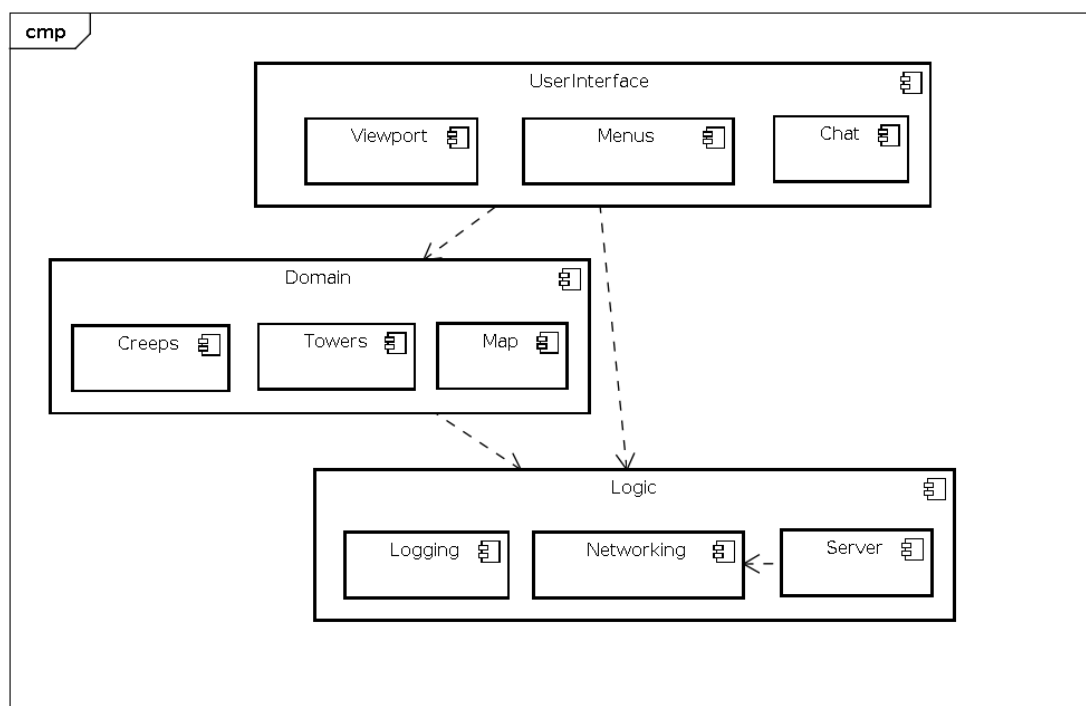 cmp
UserInterface
Viewport
Menus
Chat
Domain
Creeps
Towers
Map
Logic
Logging
Networking
Server